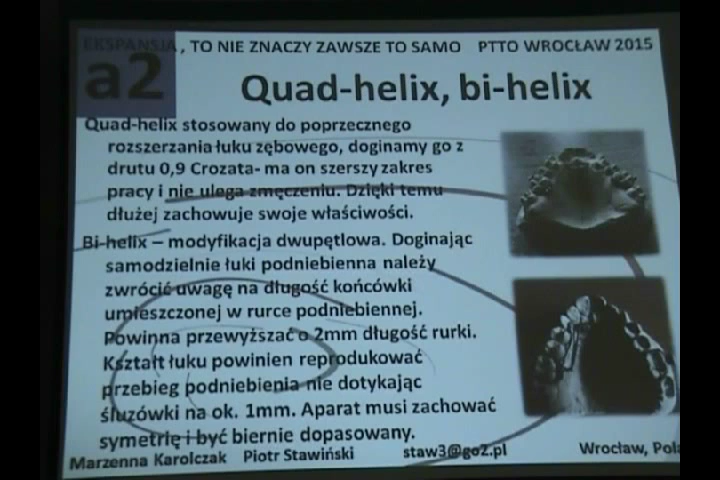 EKSPANSJA, TO NIE ZNACZY ZAWSZE TO SAMO PTTO WROCŁAW 2015
a2
Quad-helix, bi-helix
Quad-helix stosowany do poprzecznego
rozszerzania łuku zębowego, doginamy go z
drutu 0,9 Crozata- ma on szerszy zakres
pracy i nie ulega zmęczeniu. Dzięki temu
dłużej zachowuje swoje właściwości.
Bi-helix – modyfikacja dwupętlowa. Doginając
samodzielnie łuki podniebienna należy
zwrócić uwagę na długość końcówki
umieszczonej w rurce podniebiennej.
Powinna przewyższać o 2mm długość rurki.
Kształt łuku powinien reprodukować
przebieg podniebienia nie dotykając
śluzówki na ok. 1mm. Aparat musi zachować
symetrię i być biernie dopasowany.
Marzenna Karolczak Piotr Stawiński staw3@go2.pl Wrocław, Pola